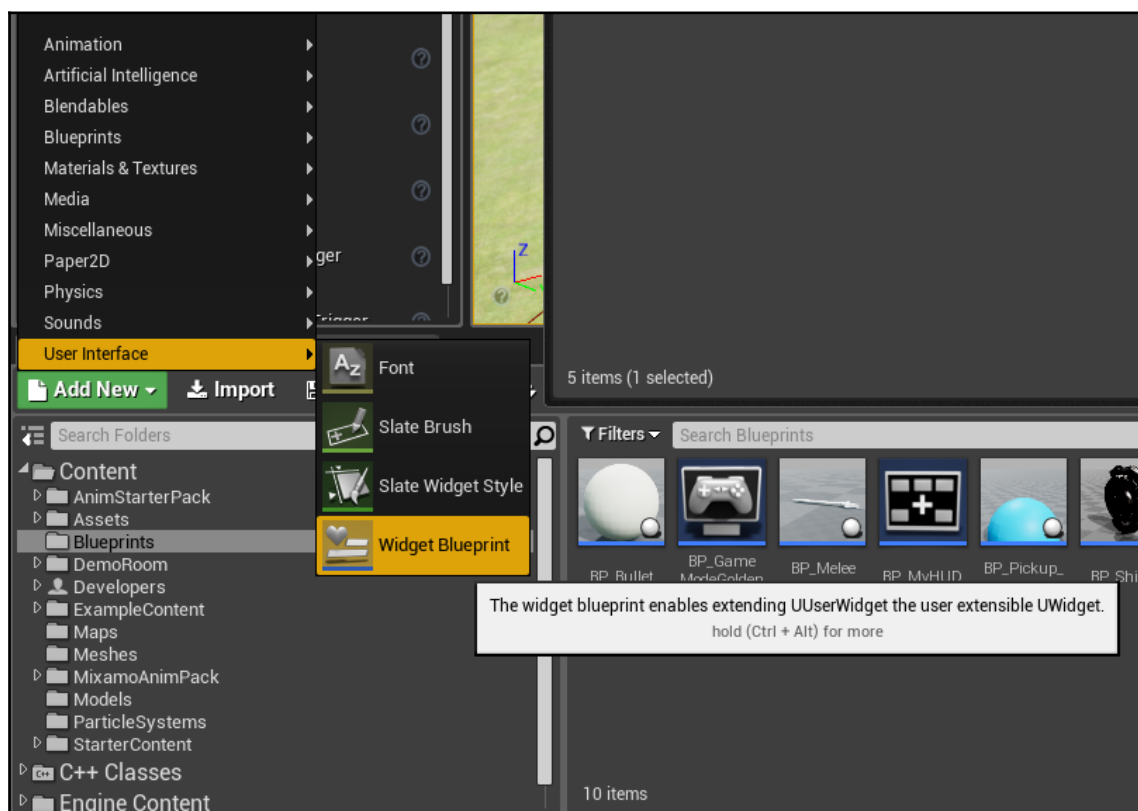 Animation
Artificial Intelligence
Blendables
Blueprints
Materials & Textures
Media
Miscellaneous
Paper2D
ger
Physics
Sounds
Trigger
User Interface
Font
Slate Brush
Slate Widget Style
Widget Blueprint
5 items (1 selected)
Add New
Import
Search Folders
Filters
Search Blueprints
Content
AnimStarterPack
Assets
Blueprints
DemoRoom
Developers
ExampleContent
Maps
Meshes
MixamoAnimPack
Models
ParticleSystems
StarterContent
C++ Classes
Engine Content
BP_Bullet
BP_Game
ModeGolden
BP_Melee
BP_MyHUD
BP_Pickup_
BP_Shi
The widget blueprint enables extending UUserWidget the user extensible UWidget.
hold (Ctrl + Alt) for more
10 items
Z